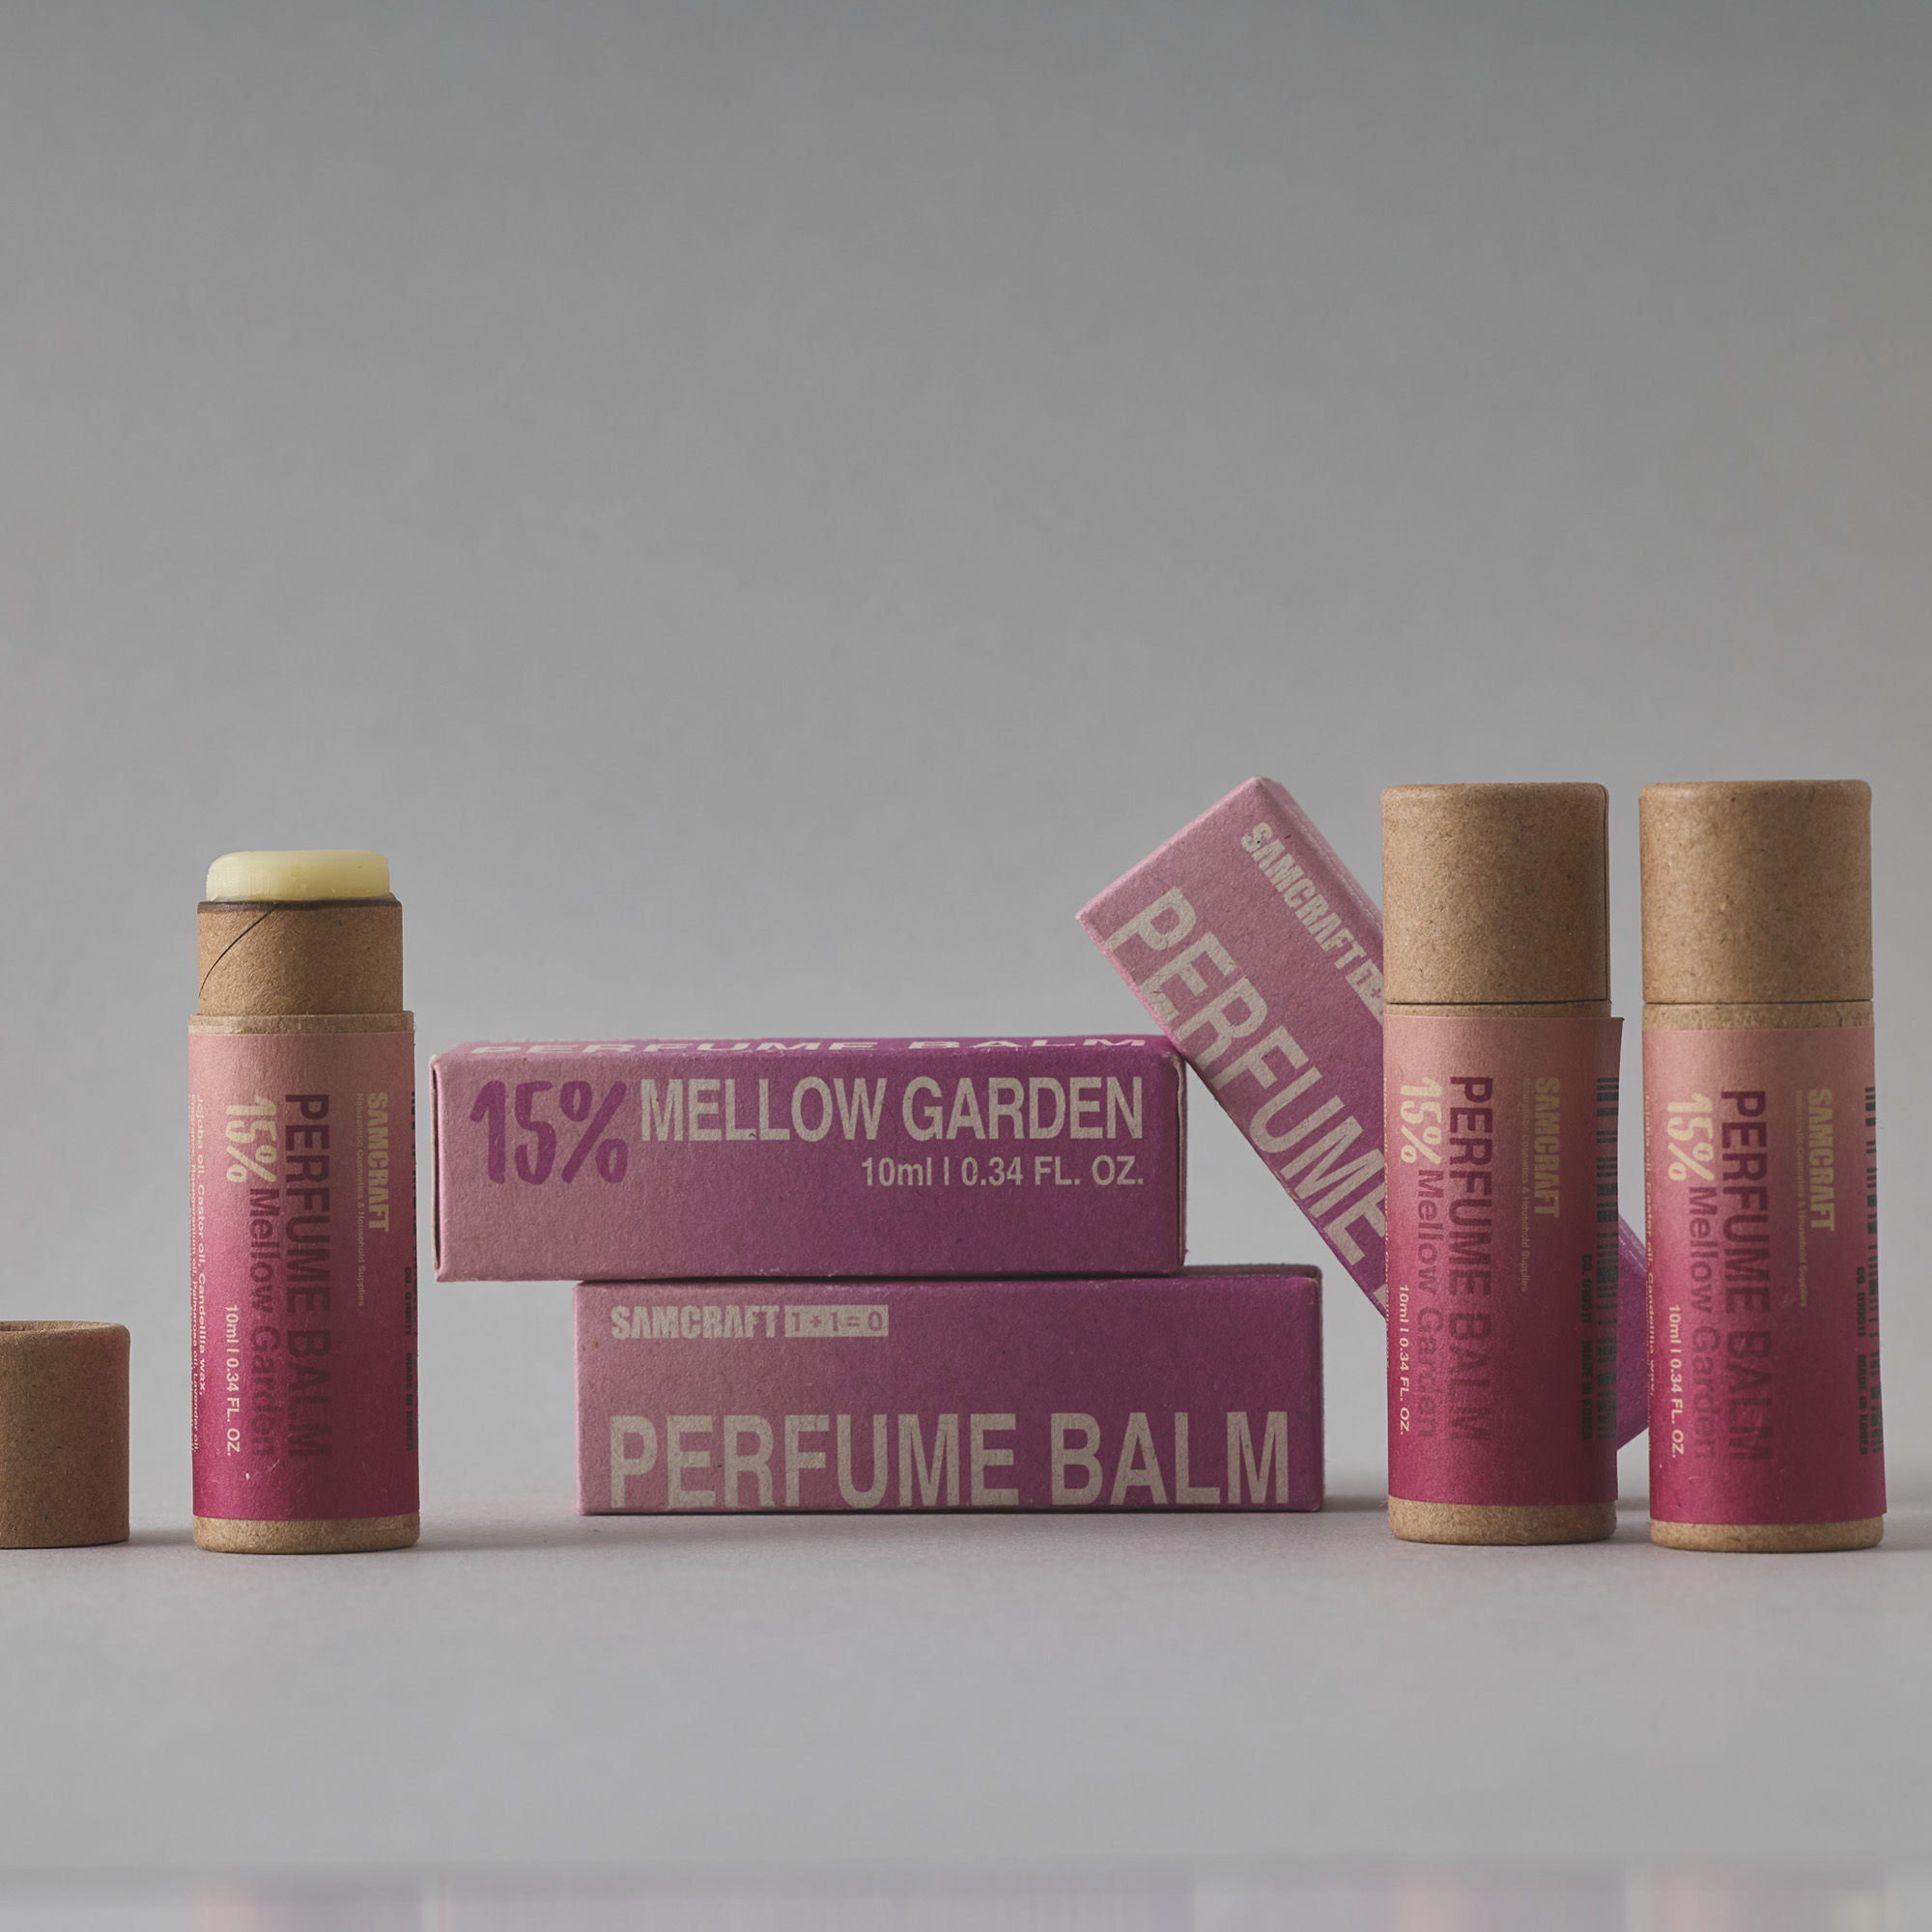 SAMCRAFT
PERFUME BALM
15% Mellow Garden
10ml | 0.34 FL. OZ.
Jojoba oil, Castor oil, Candelilla wax,
PERFUME BALM
15% MELLOW GARDEN
10ml | 0.34 FL. OZ.
SAMCRAFT 1+1=0
PERFUME BALM
SAMCRAFT
PERFUME
SAMCRAFT
PERFUME BALM
15% Mellow Garden
10ml | 0.34 FL. OZ.
SAMCRAFT
PERFUME BALM
15% Mellow Garden
10ml | 0.34 FL. OZ.